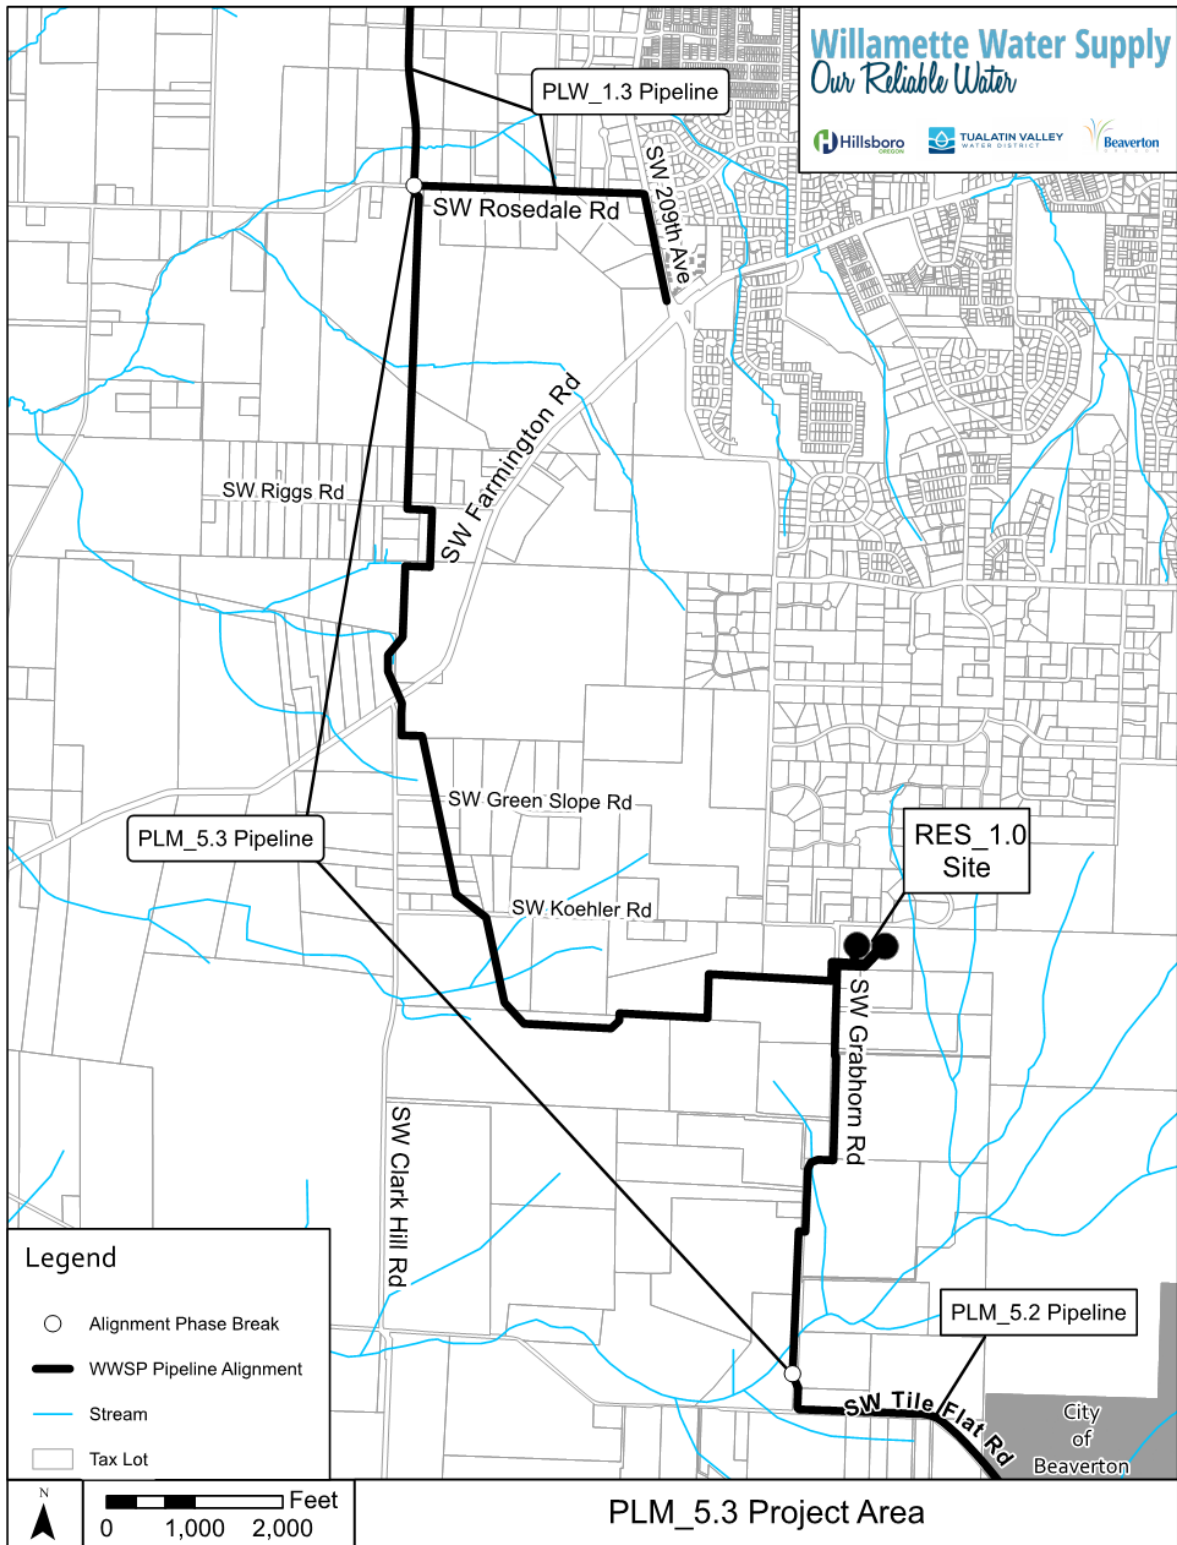 Willamette Water Supply
Our Reliable Water
Hillsboro
OREGON
TUALATIN VALLEY
WATER DISTRICT
Beaverton
OREGON
PLW_1.3 Pipeline
SW 209th Ave
SW Rosedale Rd
SW Farmington Rd
SW Riggs Rd
SW Green Slope Rd
PLM_5.3 Pipeline
RES_1.0
Site
SW Koehler Rd
SW Grabhorn Rd
SW Clark Hill Rd
PLM_5.2 Pipeline
SW Tile Flat Rd
City
of
Beaverton
Legend
Alignment Phase Break
WWSP Pipeline Alignment
Stream
Tax Lot
N
Feet
0 1,000 2,000
PLM_5.3 Project Area